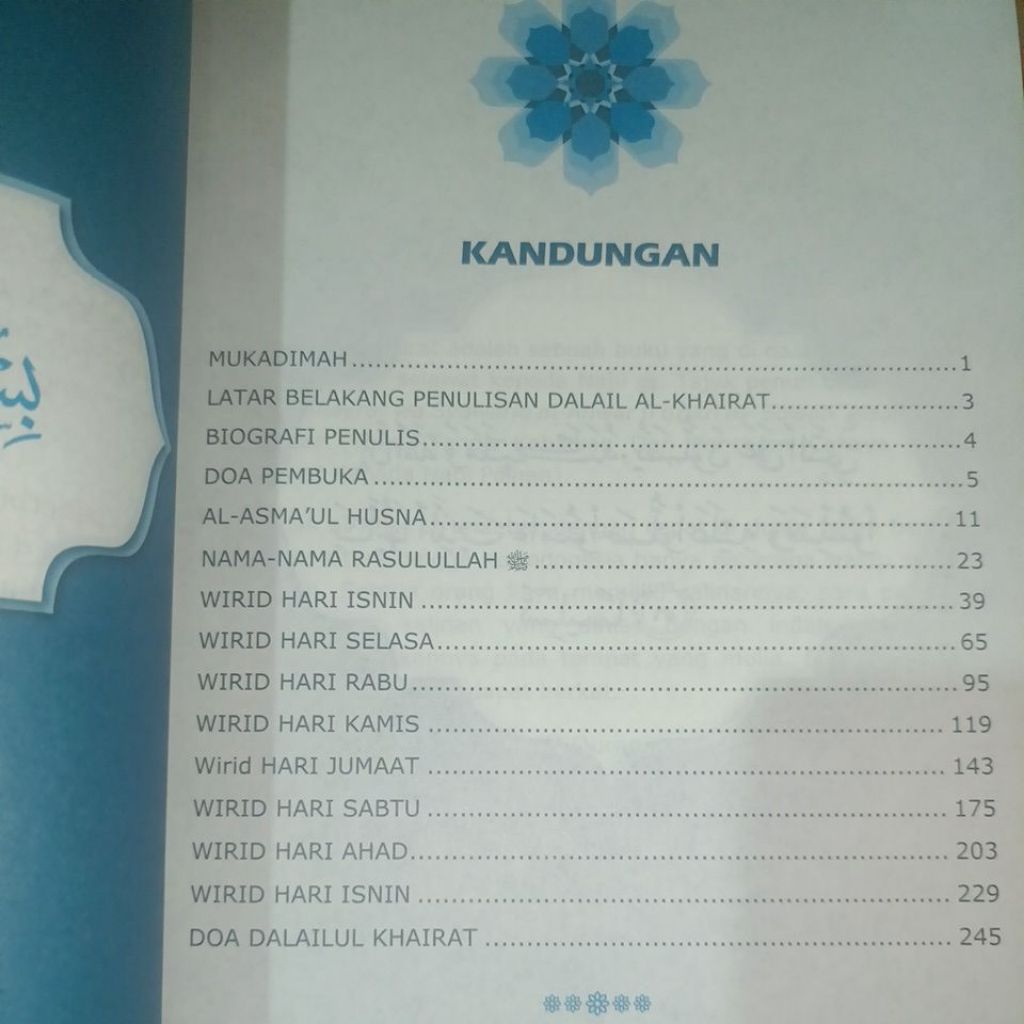 KANDUNGAN
MUKADIMAH..........................................................................1
LATAR BELAKANG PENULISAN DALAIL AL-KHAIRAT.......................3
BIOGRAFI PENULIS.................................................................4
DOA PEMBUKA.......................................................................5
AL-ASMA’UL HUSNA................................................................11
NAMA-NAMA RASULULLAH ﷺ ...................................................23
WIRID HARI ISNIN .................................................................39
WIRID HARI SELASA...............................................................65
WIRID HARI RABU..................................................................95
WIRID HARI KAMIS ...............................................................119
Wirid HARI JUMAAT ...............................................................143
WIRID HARI SABTU ...............................................................175
WIRID HARI AHAD.................................................................203
WIRID HARI ISNIN ................................................................229
DOA DALAILUL KHAIRAT .........................................................245